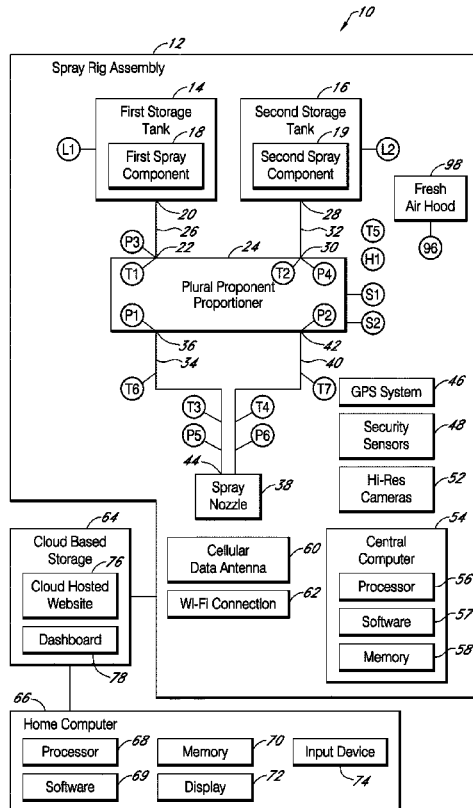 10
12
Spray Rig Assembly
14
16
First Storage
Tank
18
First Spray
Component
Second Storage
Tank
19
Second Spray
Component
L1
L2
98
Fresh
Air Hood
96
20
26
28
32
P3
T1
22
24
30
T2
P4
T5
H1
S1
S2
Plural Proponent
Proportioner
P1
P2
36
34
42
40
T6
T7
T3
T4
P5
P6
44
Spray
Nozzle
38
GPS System
46
Security
Sensors
48
Hi-Res
Cameras
52
Cellular
Data Antenna
60
WI-Fi Connection
62
54
Central
Computer
Processor
56
Software
57
Memory
58
64
Cloud Based
Storage
76
Cloud Hosted
Website
Dashboard
78
66
Home Computer
Processor
68
Memory
70
Input Device
74
Software
69
Display
72